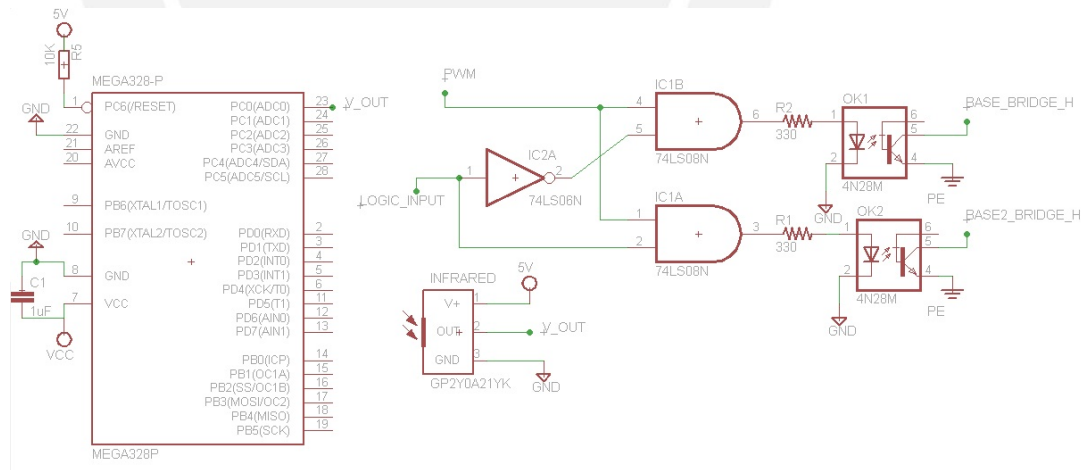 5V
10K
R5
MEGA328-P
GND
1 PC6(/RESET)
22 GND
21 AREF
20 AVCC
9 PB6(XTAL1/TOSC1)
10 PB7(XTAL2/TOSC2)
GND
8 GND
7 VCC
C1
1uF
VCC
PC0(ADC0) 23 V_OUT
PC1(ADC1) 24
PC2(ADC2) 25
PC3(ADC3) 26
PC4(ADC4/SDA) 27
PC5(ADC5/SCL) 28
PD0(RXD) 2
PD1(TXD) 3
PD2(INT0) 4
PD3(INT1) 5
PD4(XCK/T0) 6
PD5(T1) 11
PD6(AIN0) 12
PD7(AIN1) 13
PB0(ICP) 14
PB1(OC1A) 15
PB2(SS/OC1B) 16
PB3(MOSI/OC2) 17
PB4(MISO) 18
PB5(SCK) 19
MEGA328P
PWM
LOGIC_INPUT
1 IC2A 2
74LS06N
IC1B
4 6
5
74LS08N
R2
330
OK1
1 6
5
2 4
4N28M
GND
BASE_BRIDGE_H
PE
IC1A
1 3
2
74LS08N
R1
330
OK2
1 6
5
2 4
4N28M
GND
BASE2_BRIDGE_H
PE
INFRARED
5V
V+ 1
OUT 2 V_OUT
GND 3
GP2Y0A21YK
GND